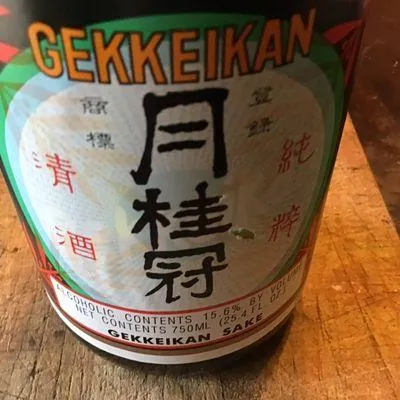 GEKKEIKAN
登録
商標
月桂冠
純粋
清酒
ALCOHOLIC CONTENTS 15.6% BY VOLUME
NET CONTENTS 750ML (25.4 FL OZ)
GEKKEIKAN SAKE